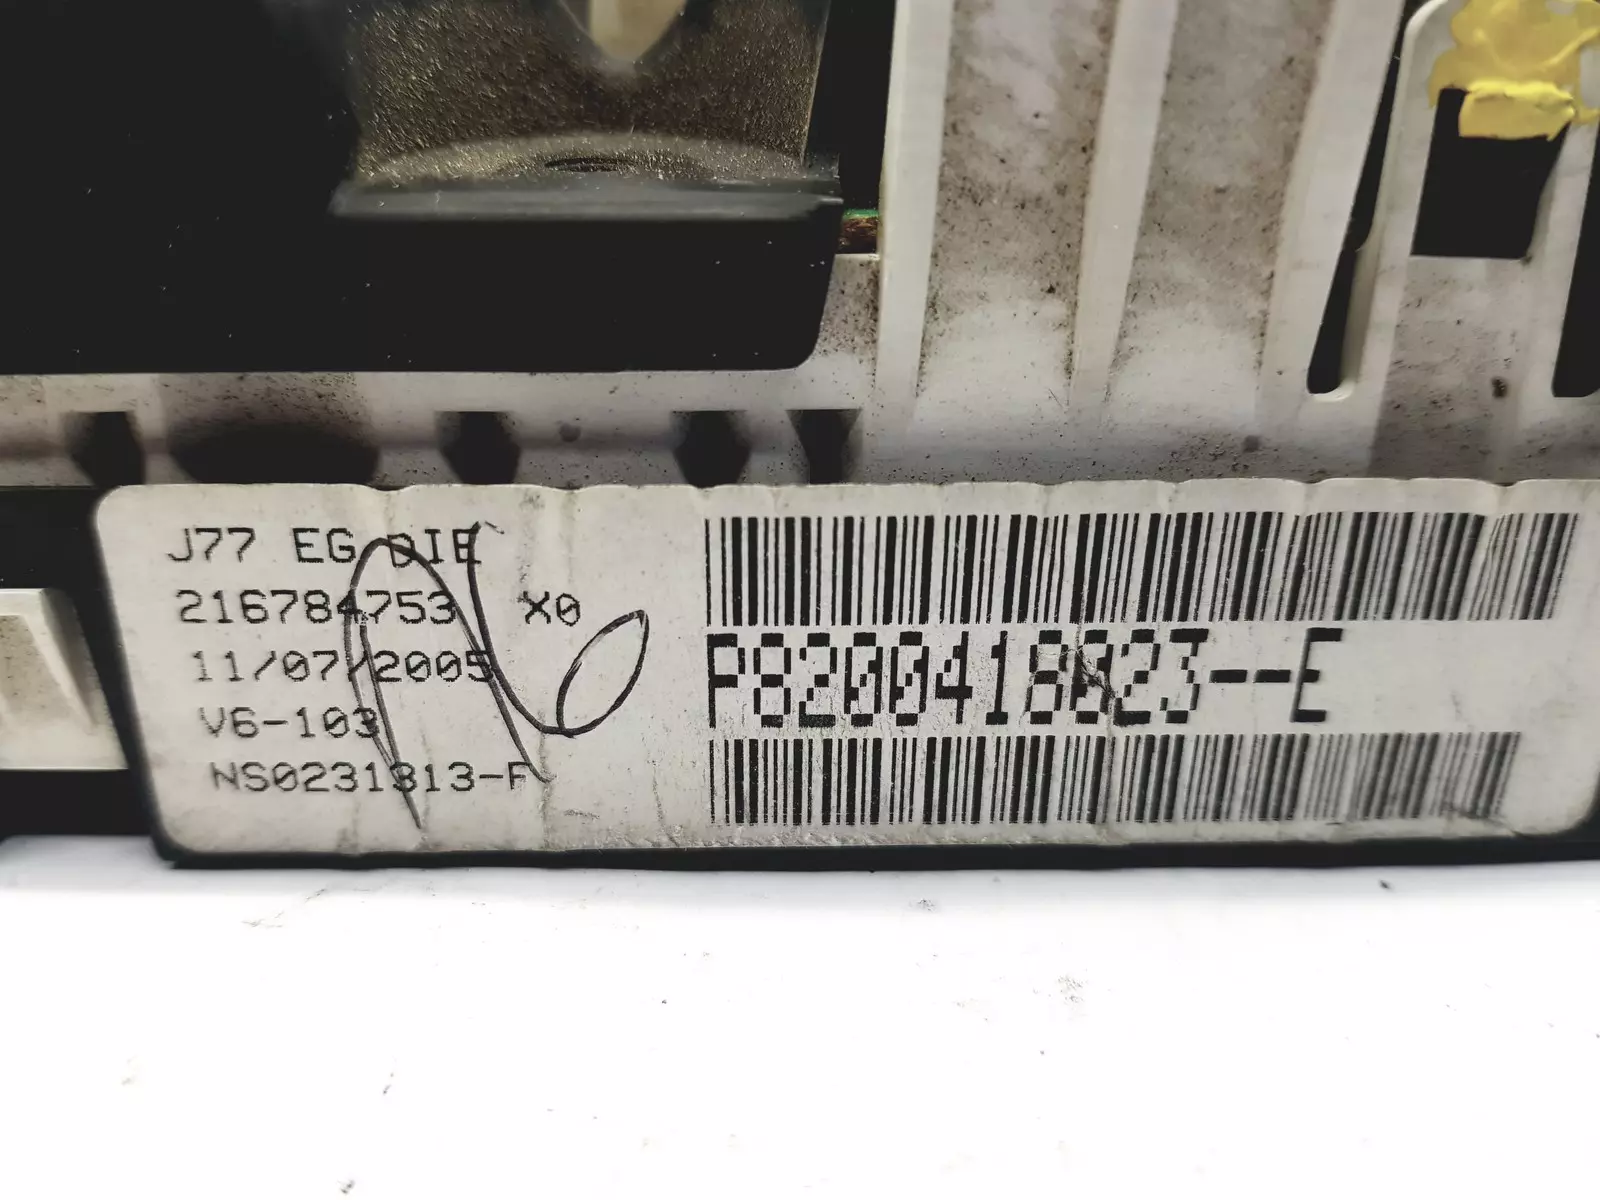 J77 EG DIE
216784753 X0
11/07/2005
V6-103
NS0231313-F
P8200418023--E